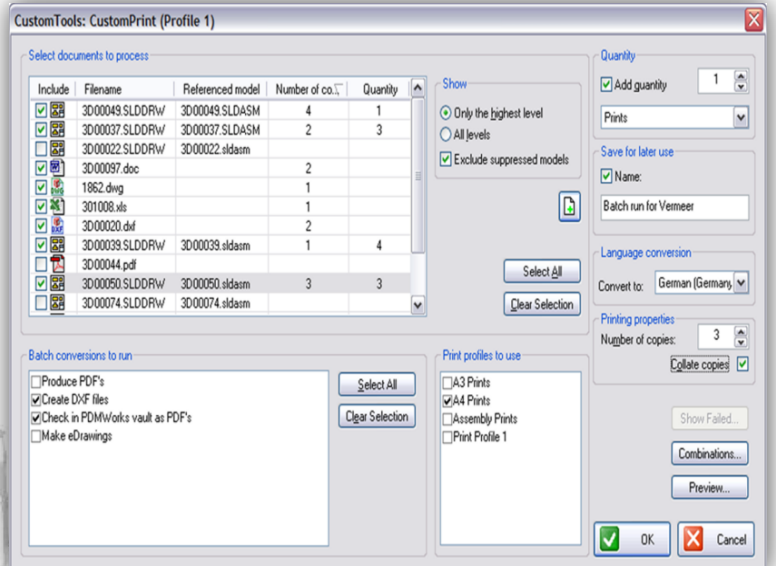 CustomTools: CustomPrint (Profile 1)
Select documents to process
Include Filename Referenced model Number of co... Quantity
3D00049.SLDDRW 3D00049.SLDASM 4 1
3D00037.SLDDRW 3D00037.SLDASM 2 3
3D00022.SLDDRW 3D00022.sldasm
3D00097.doc 2
1862.dwg 1
301008.xls 1
3D00020.dxf 2
3D00039.SLDDRW 3D00039.sldasm 1 4
3D00044.pdf
3D00050.SLDDRW 3D00050.sldasm 3 3
3D00074.SLDDRW 3D00074.sldasm
Show
Only the highest level
All levels
Exclude suppressed models
Select All
Clear Selection
Quantity
Add quantity 1
Prints
Save for later use
Name:
Batch run for Vermeer
Language conversion
Convert to: German (Germany
Printing properties
Number of copies: 3
Collate copies
Batch conversions to run
Produce PDF's
Create DXF files
Check in PDMWorks vault as PDF's
Make eDrawings
Select All
Clear Selection
Print profiles to use
A3 Prints
A4 Prints
Assembly Prints
Print Profile 1
Show Failed...
Combinations...
Preview...
OK
Cancel